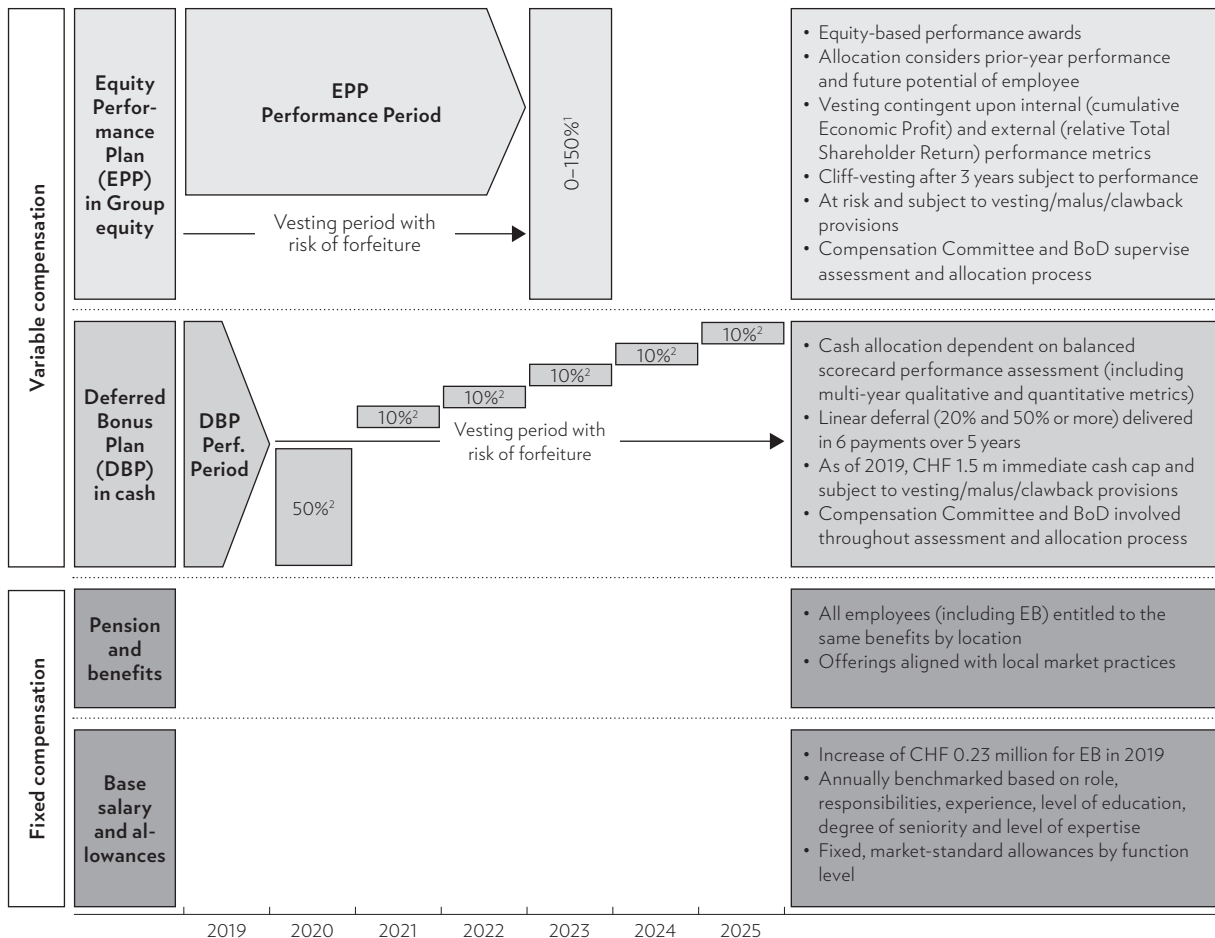 Variable compensation
Equity
Perfor-
mance
Plan
(EPP)
in Group
equity
EPP
Performance Period
Vesting period with
risk of forfeiture
0–150%¹
• Equity-based performance awards
• Allocation considers prior-year performance
and future potential of employee
• Vesting contingent upon internal (cumulative
Economic Profit) and external (relative Total
Shareholder Return) performance metrics
• Cliff-vesting after 3 years subject to performance
• At risk and subject to vesting/malus/clawback
provisions
• Compensation Committee and BoD supervise
assessment and allocation process
Deferred
Bonus
Plan
(DBP)
in cash
DBP
Perf.
Period
50%²
10%²
10%²
10%²
10%²
10%²
Vesting period with
risk of forfeiture
• Cash allocation dependent on balanced
scorecard performance assessment (including
multi-year qualitative and quantitative metrics)
• Linear deferral (20% and 50% or more) delivered
in 6 payments over 5 years
• As of 2019, CHF 1.5 m immediate cash cap and
subject to vesting/malus/clawback provisions
• Compensation Committee and BoD involved
throughout assessment and allocation process
Fixed compensation
Pension
and
benefits
• All employees (including EB) entitled to the
same benefits by location
• Offerings aligned with local market practices
Base
salary
and al-
lowances
• Increase of CHF 0.23 million for EB in 2019
• Annually benchmarked based on role,
responsibilities, experience, level of education,
degree of seniority and level of expertise
• Fixed, market-standard allowances by function
level
2019 2020 2021 2022 2023 2024 2025